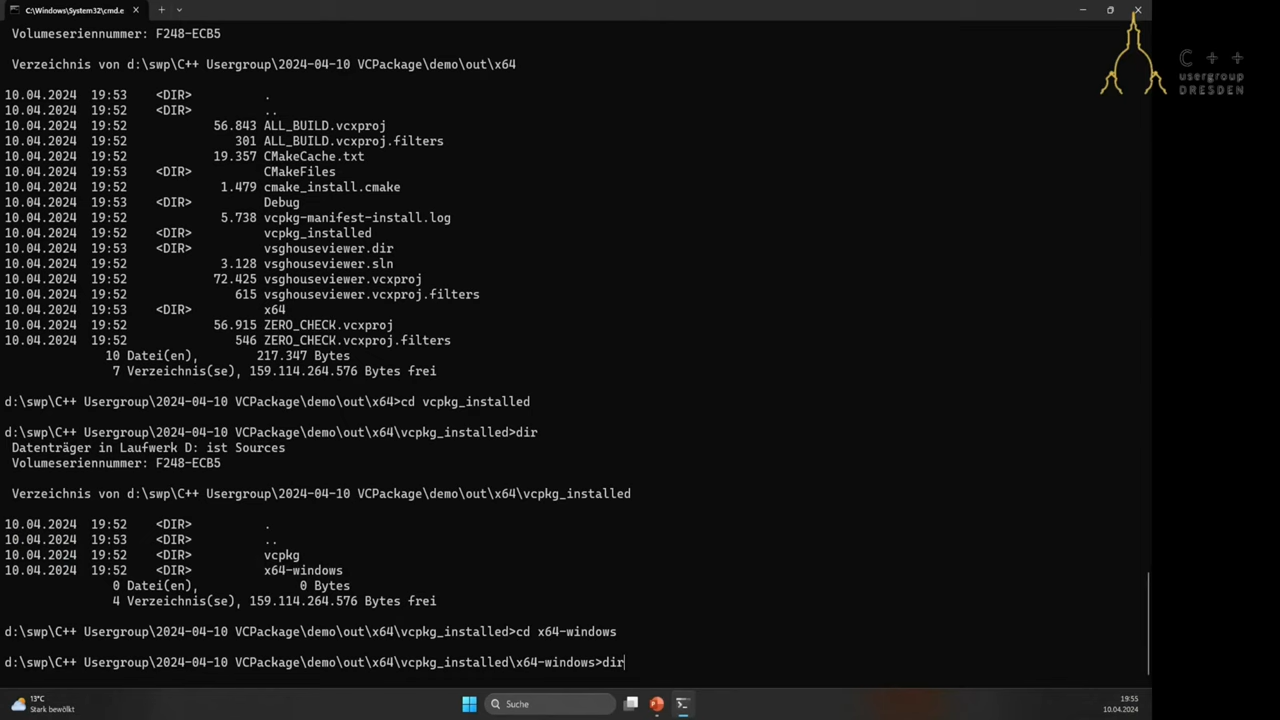 C:\Windows\System32\cmd.e
Volumeseriennummer: F248-ECB5
Verzeichnis von d:\swp\C++ Usergroup\2024-04-10 VCPackage\demo\out\x64
10.04.2024  19:53    <DIR>          .
10.04.2024  19:52    <DIR>          ..
10.04.2024  19:52            56.843 ALL_BUILD.vcxproj
10.04.2024  19:52               301 ALL_BUILD.vcxproj.filters
10.04.2024  19:52            19.357 CMakeCache.txt
10.04.2024  19:53    <DIR>          CMakeFiles
10.04.2024  19:52             1.479 cmake_install.cmake
10.04.2024  19:53    <DIR>          Debug
10.04.2024  19:52             5.738 vcpkg-manifest-install.log
10.04.2024  19:52    <DIR>          vcpkg_installed
10.04.2024  19:53    <DIR>          vsghouseviewer.dir
10.04.2024  19:52             3.128 vsghouseviewer.sln
10.04.2024  19:52            72.425 vsghouseviewer.vcxproj
10.04.2024  19:52               615 vsghouseviewer.vcxproj.filters
10.04.2024  19:53    <DIR>          x64
10.04.2024  19:52            56.915 ZERO_CHECK.vcxproj
10.04.2024  19:52               546 ZERO_CHECK.vcxproj.filters
10 Datei(en),        217.347 Bytes
7 Verzeichnis(se), 159.114.264.576 Bytes frei
d:\swp\C++ Usergroup\2024-04-10 VCPackage\demo\out\x64>cd vcpkg_installed
d:\swp\C++ Usergroup\2024-04-10 VCPackage\demo\out\x64\vcpkg_installed>dir
Datenträger in Laufwerk D: ist Sources
Volumeseriennummer: F248-ECB5
Verzeichnis von d:\swp\C++ Usergroup\2024-04-10 VCPackage\demo\out\x64\vcpkg_installed
10.04.2024  19:52    <DIR>          .
10.04.2024  19:53    <DIR>          ..
10.04.2024  19:52    <DIR>          vcpkg
10.04.2024  19:52    <DIR>          x64-windows
0 Datei(en),              0 Bytes
4 Verzeichnis(se), 159.114.264.576 Bytes frei
d:\swp\C++ Usergroup\2024-04-10 VCPackage\demo\out\x64\vcpkg_installed>cd x64-windows
d:\swp\C++ Usergroup\2024-04-10 VCPackage\demo\out\x64\vcpkg_installed\x64-windows>dir
C++
usergroup
DRESDEN
13°C
Stark bewölkt
Suche
19:55
10.04.2024